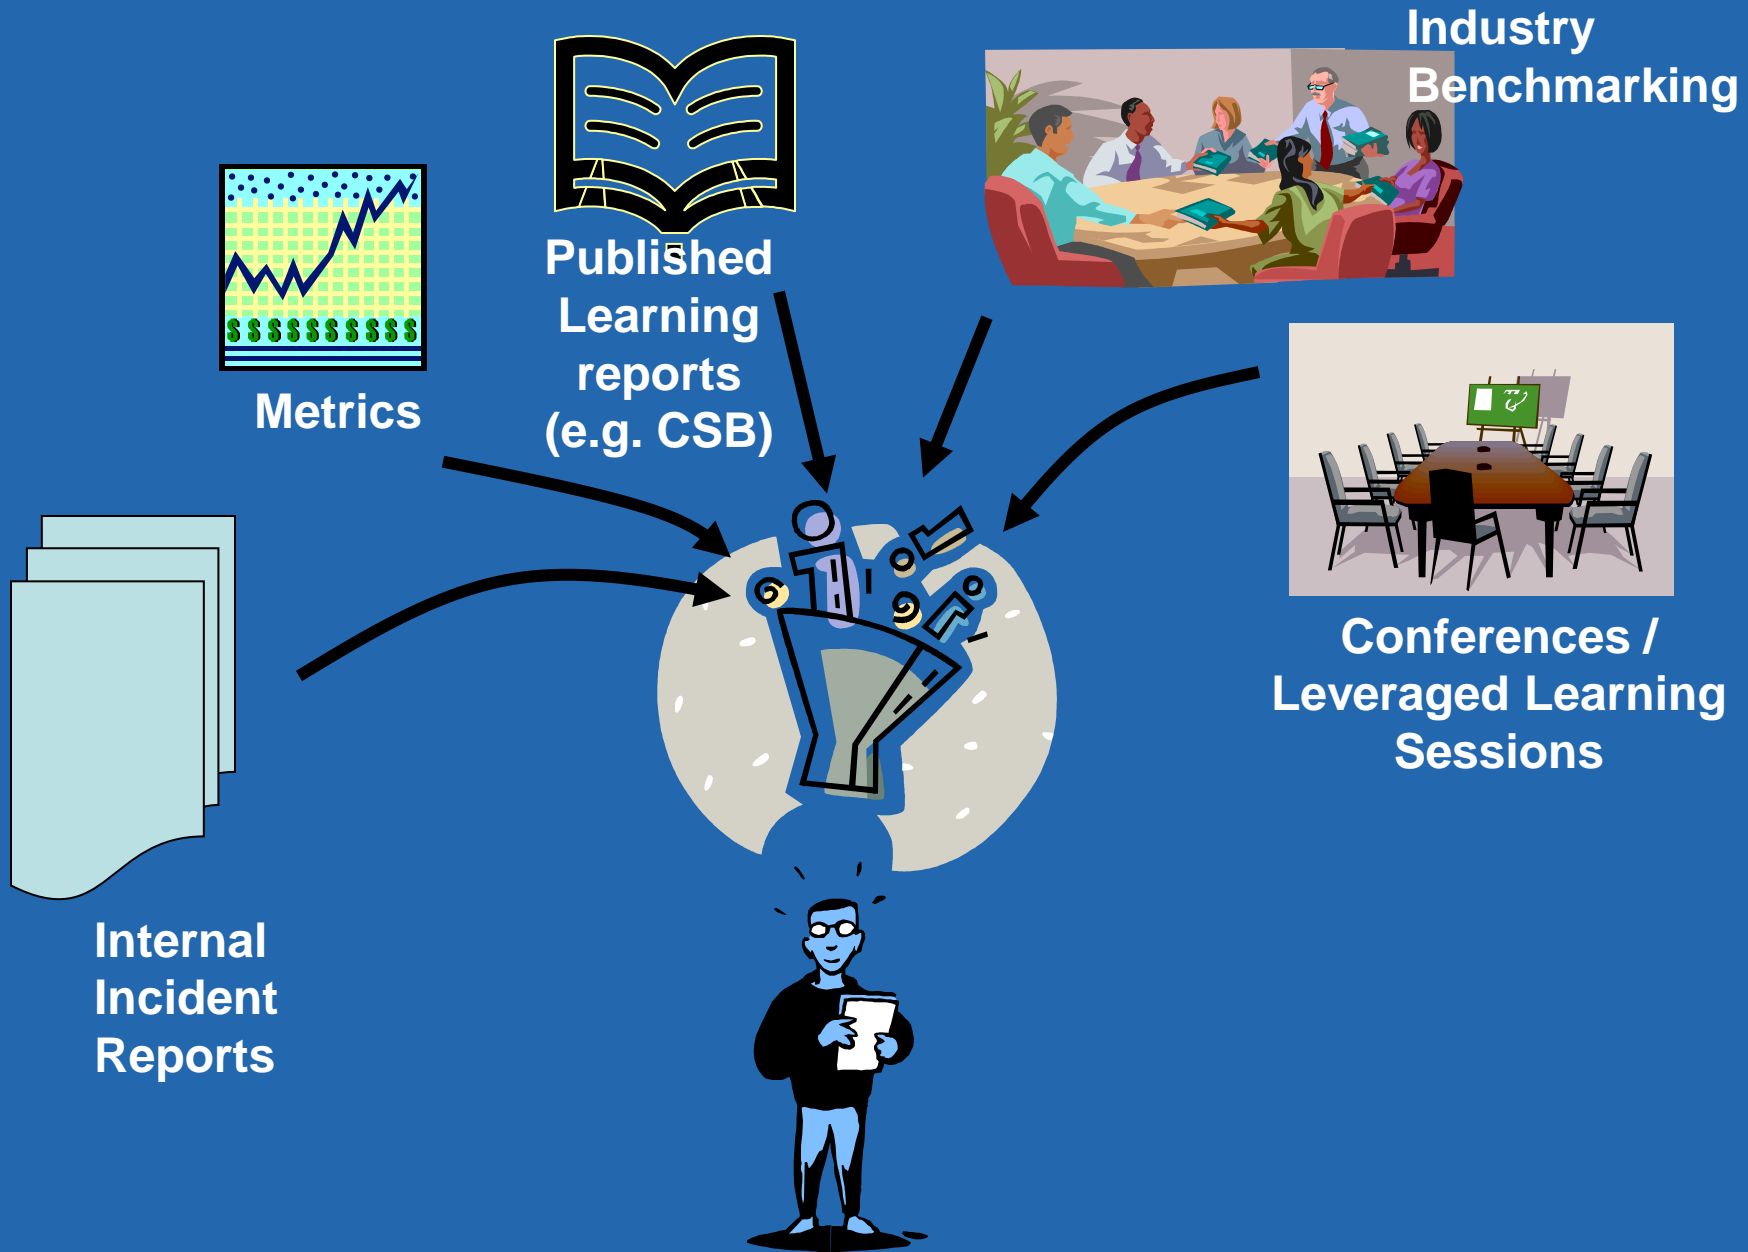 Industry
Benchmarking
Published
Learning
reports
(e.g. CSB)
Metrics
$ $ $ $ $ $ $ $ $ $
Conferences /
Leveraged Learning
Sessions
Internal
Incident
Reports